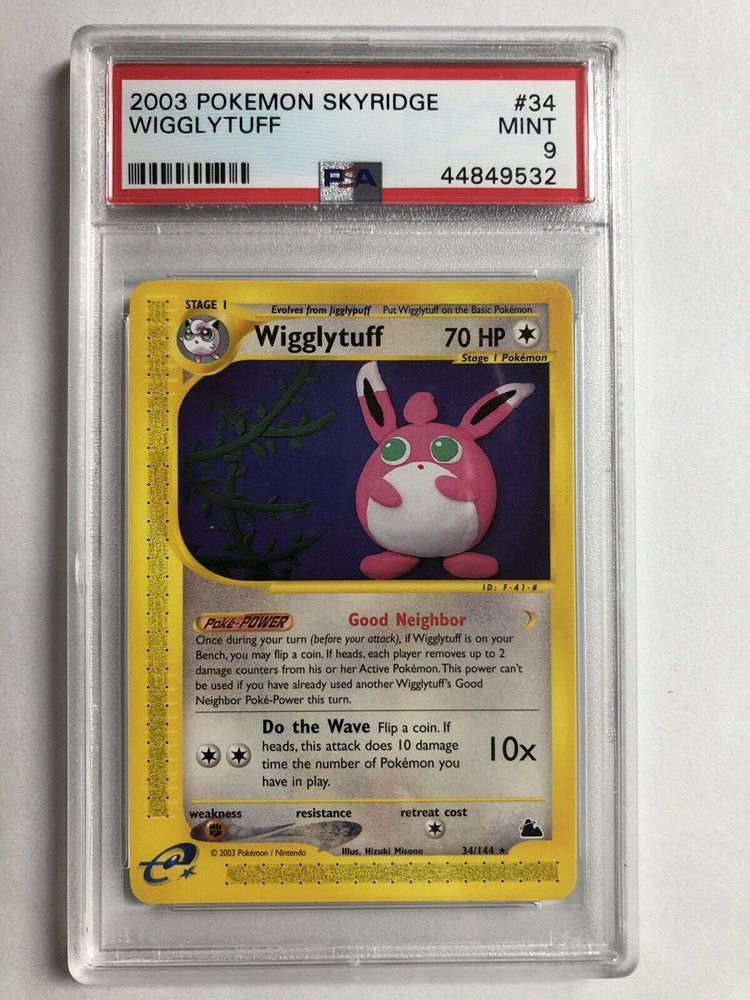 2003 POKEMON SKYRIDGE #34
WIGGLYTUFF MINT
9
PSA 44849532
STAGE 1 Evolves from Jigglypuff Put Wigglytuff on the Basic Pokémon
Wigglytuff 70 HP
Stage 1 Pokémon
ID: F-41-#
Poké-POWER Good Neighbor
Once during your turn (before your attack), if Wigglytuff is on your
Bench, you may flip a coin. If heads, each player removes up to 2
damage counters from his or her Active Pokémon. This power can't
be used if you have already used another Wigglytuff's Good
Neighbor Poké-Power this turn.
Do the Wave Flip a coin. If
heads, this attack does 10 damage
time the number of Pokémon you
have in play.
10x
weakness resistance retreat cost
© 2003 Pokémon / Nintendo Illus. Hizuki Misono 34/144 ★
e